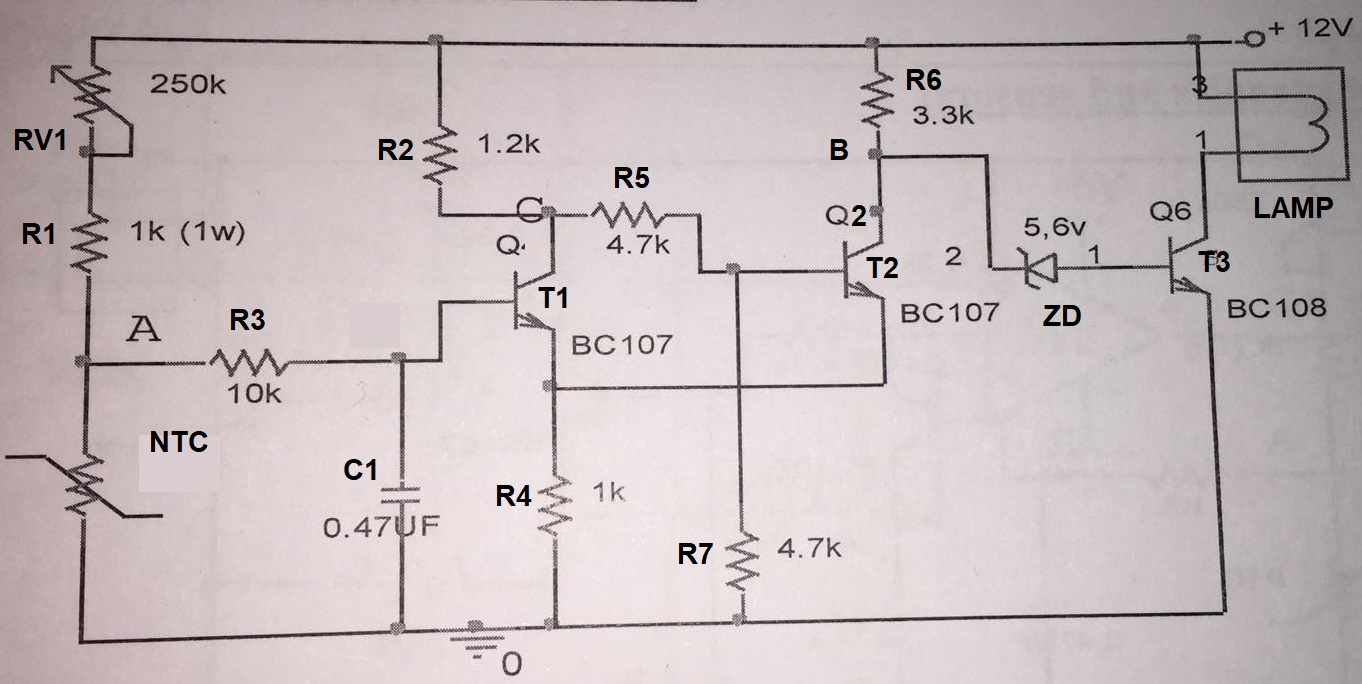 + 12V
250k
RV1
R6
3.3k
3
R2
1.2k
B
1
R5
LAMP
R1
1k (1w)
C
Q2
Q6
4.7k
5,6v
Q
T2
2
1
T3
T1
A
R3
BC107
ZD
BC108
BC107
10k
NTC
C1
R4
1k
0.47UF
R7
4.7k
0